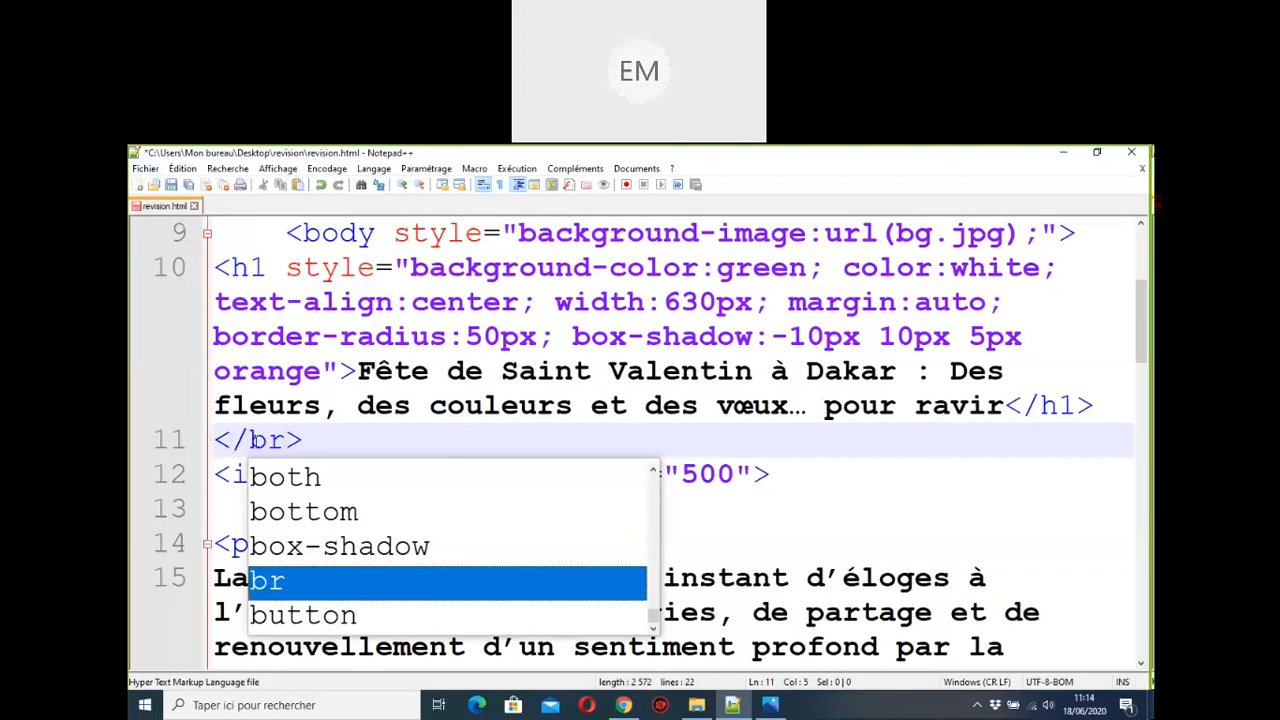 EM
*C:\Users\Mon bureau\Desktop\revision\revision.html - Notepad++
Fichier Édition Recherche Affichage Encodage Langage Paramétrage Macro Exécution Compléments Documents ? X
revision.html
9 <body style="background-image:url(bg.jpg);">
10 <h1 style="background-color:green; color:white;
text-align:center; width:630px; margin:auto;
border-radius:50px; box-shadow:-10px 10px 5px
orange">Fête de Saint Valentin à Dakar : Des
fleurs, des couleurs et des vœux… pour ravir</h1>
11 </br>
12 <i ="500">
both
13
bottom
14 <p
box-shadow
15 La instant d’éloges à
br
l’ ries, de partage et de
button
renouvellement d’un sentiment profond par la
Hyper Text Markup Language file length : 2 572 lines : 22 Ln : 11 Col : 5 Sel : 0 | 0 Windows (CR LF) UTF-8-BOM INS
Taper ici pour rechercher
11:14
18/06/2020